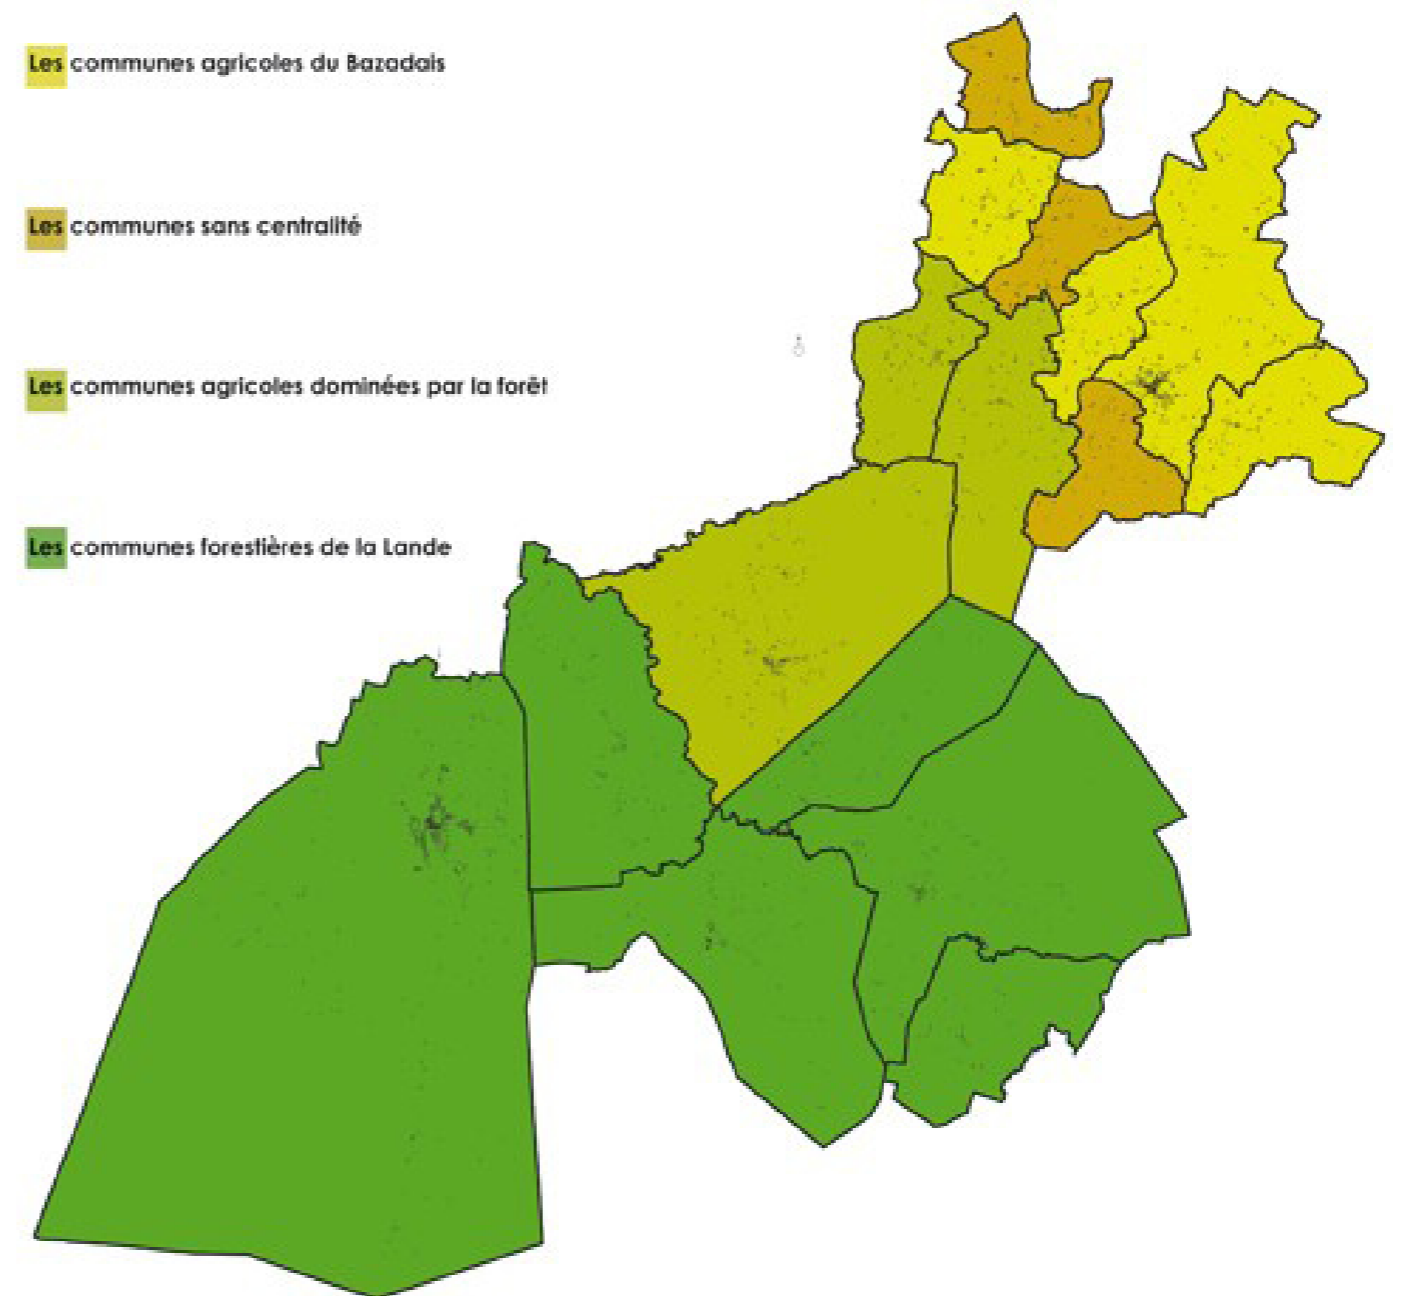 Les communes agricoles du Bazadais
Les communes sans centralité
Les communes agricoles dominées par la forêt
Les communes forestières de la Lande